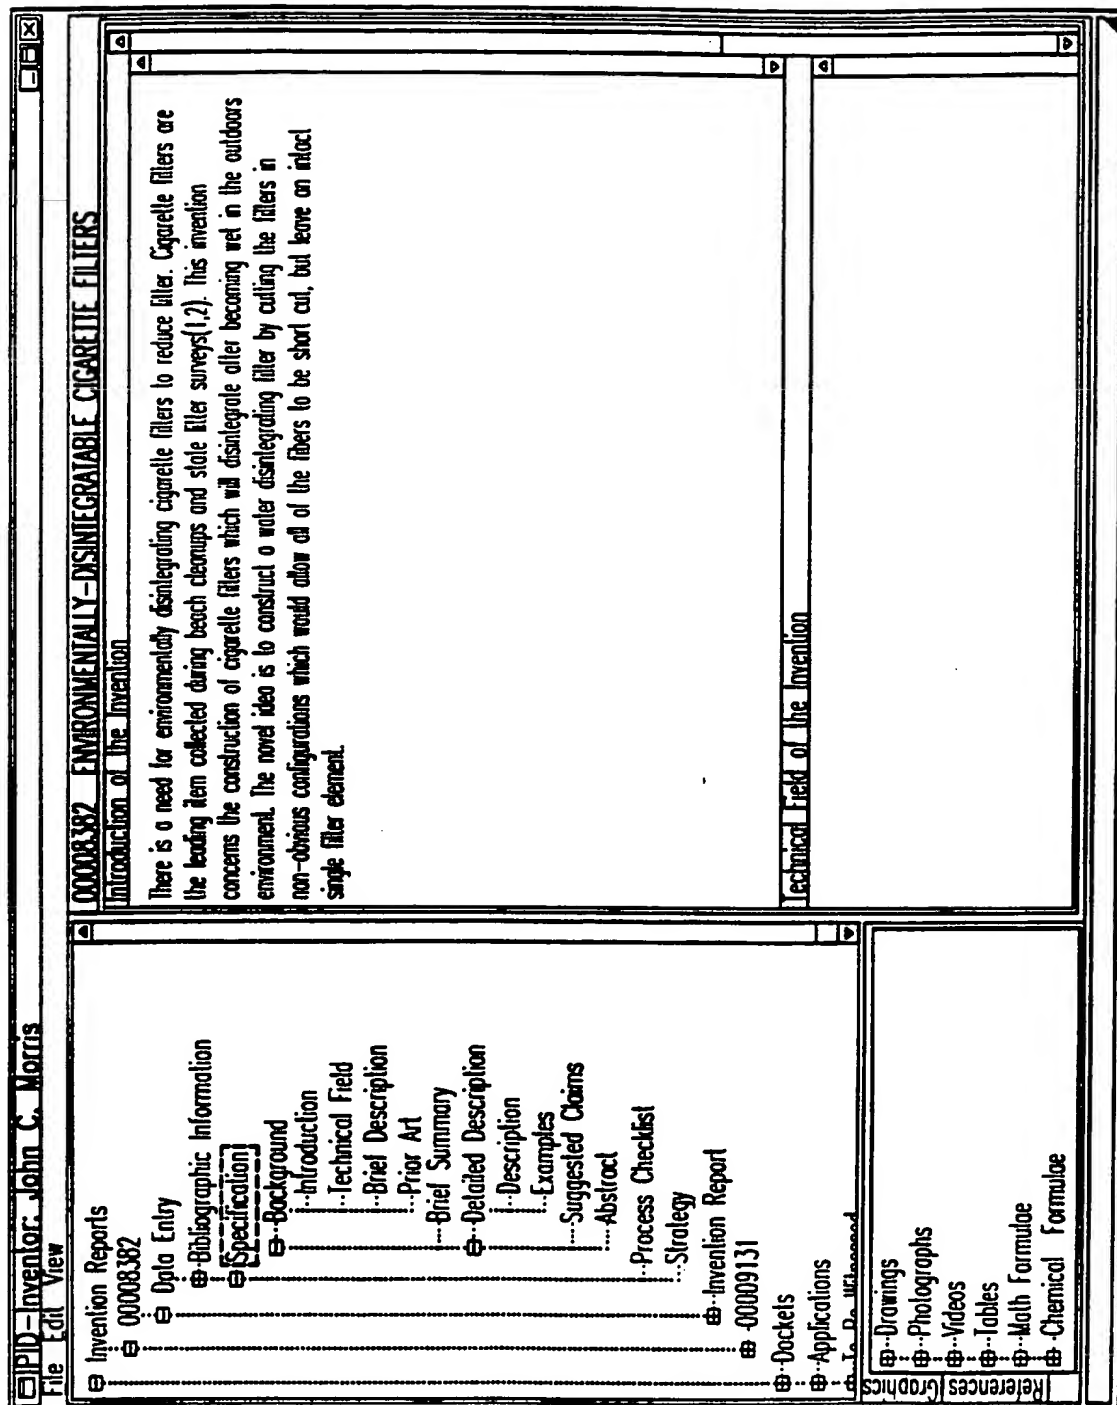 IPID-Inventor: John C. Morris
File Edit View
Invention Reports
00008382
Data Entry
Bibliographic Information
Specification
Background
Introduction
Technical Field
Brief Description
Prior Art
Brief Summary
Detailed Description
Description
Examples
Suggested Claims
Abstract
Process Checklist
Strategy
Invention Report
00009131
Dockets
Applications
To Be Witnessed
Graphics
References
Drawings
Photographs
Videos
Tables
Math Formulae
Chemical Formulae
00008382 ENVIRONMENTALLY-DISINTEGRATABLE CIGARETTE FILTERS
Introduction of the Invention
There is a need for environmentally disintegrating cigarette filters to reduce litter. Cigarette filters are
the leading item collected during beach cleanups and state litter surveys(1,2). This invention
concerns the construction of cigarette filters which will disintegrate after becoming wet in the outdoors
environment. The novel idea is to construct a water disintegrating filter by cutting the filters in
non-obvious configurations which would allow all of the fibers to be short cut, but leave an intact
single filter element.
Technical Field of the Invention